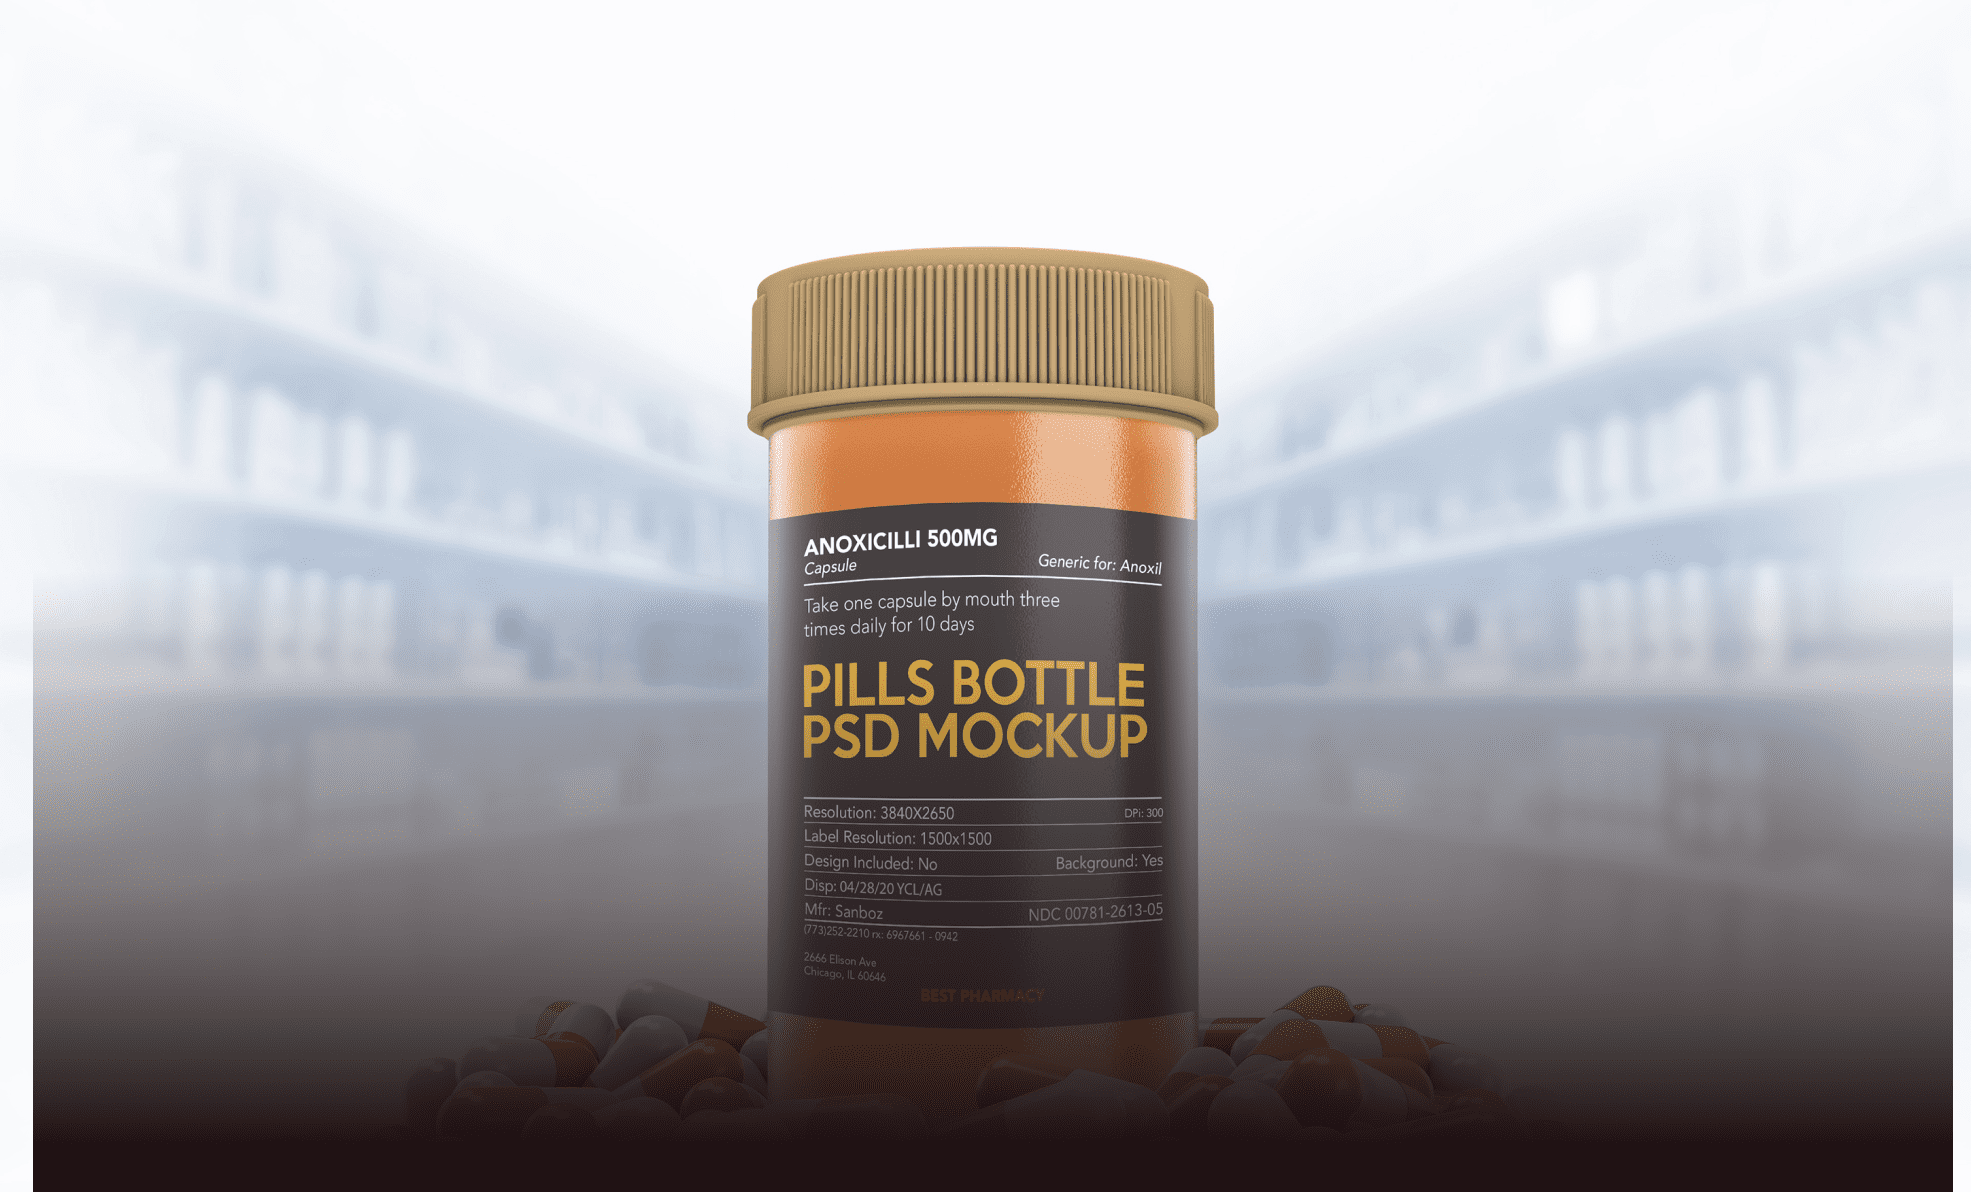 ANOXICILLI 500MG
Capsule
Generic for: Anoxil
Take one capsule by mouth three
times daily for 10 days
PILLS BOTTLE
PSD MOCKUP
Resolution: 3840X2650
DPi: 300
Label Resolution: 1500x1500
Design Included: No
Background: Yes
Disp: 04/28/20 YCL/AG
Mfr: Sanboz
NDC 00781-2613-05
(773)252-2210 rx: 6967661 - 0942
2666 Elison Ave
Chicago, IL 60646
BEST PHARMACY